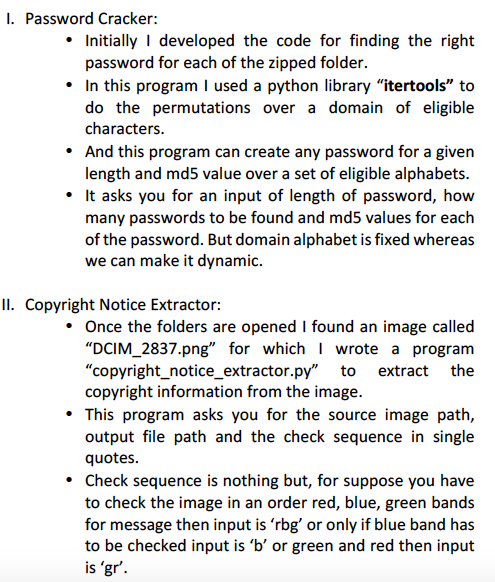 I. Password Cracker:
• Initially I developed the code for finding the right
password for each of the zipped folder.
• In this program I used a python library “itertools” to
do the permutations over a domain of eligible
characters.
• And this program can create any password for a given
length and md5 value over a set of eligible alphabets.
• It asks you for an input of length of password, how
many passwords to be found and md5 values for each
of the password. But domain alphabet is fixed whereas
we can make it dynamic.
II. Copyright Notice Extractor:
• Once the folders are opened I found an image called
“DCIM_2837.png” for which I wrote a program
“copyright_notice_extractor.py” to extract the
copyright information from the image.
• This program asks you for the source image path,
output file path and the check sequence in single
quotes.
• Check sequence is nothing but, for suppose you have
to check the image in an order red, blue, green bands
for message then input is ‘rbg’ or only if blue band has
to be checked input is ‘b’ or green and red then input
is ‘gr’.